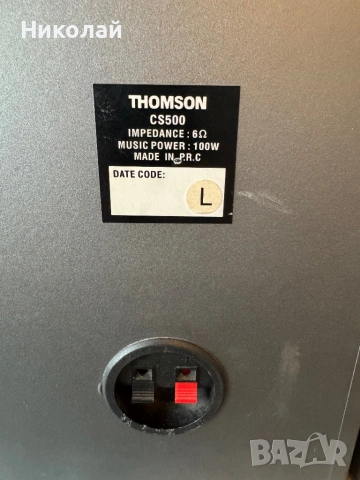 Николай
THOMSON
CS500
IMPEDANCE : 6Ω
MUSIC POWER : 100W
MADE IN P.R.C
DATE CODE:
L
BAZAR